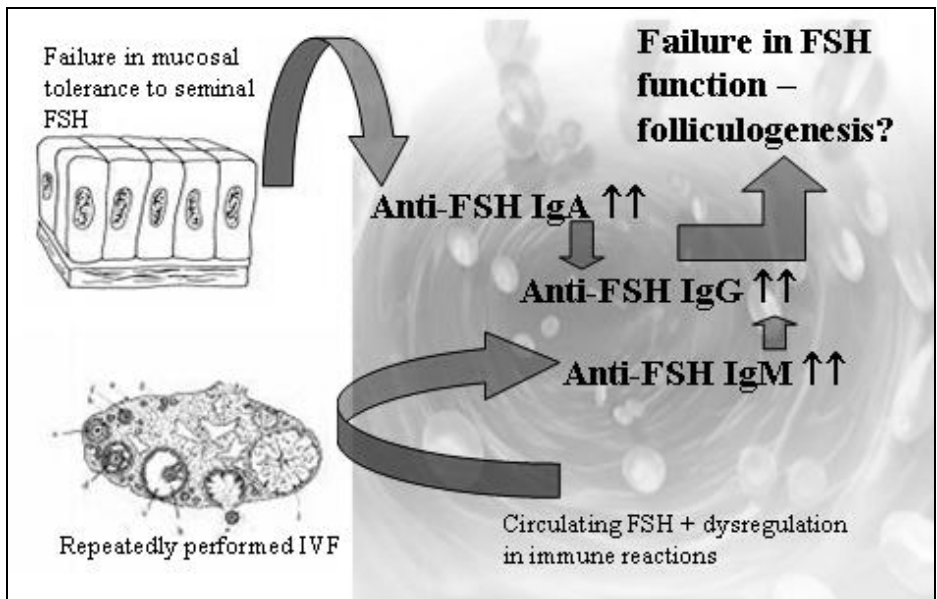 Failure in mucosal
tolerance to seminal
FSH
Failure in FSH
function –
folliculogenesis?
Anti-FSH IgA ↑↑
Anti-FSH IgG ↑↑
Anti-FSH IgM ↑↑
Repeatedly performed IVF
Circulating FSH + dysregulation
in immune reactions